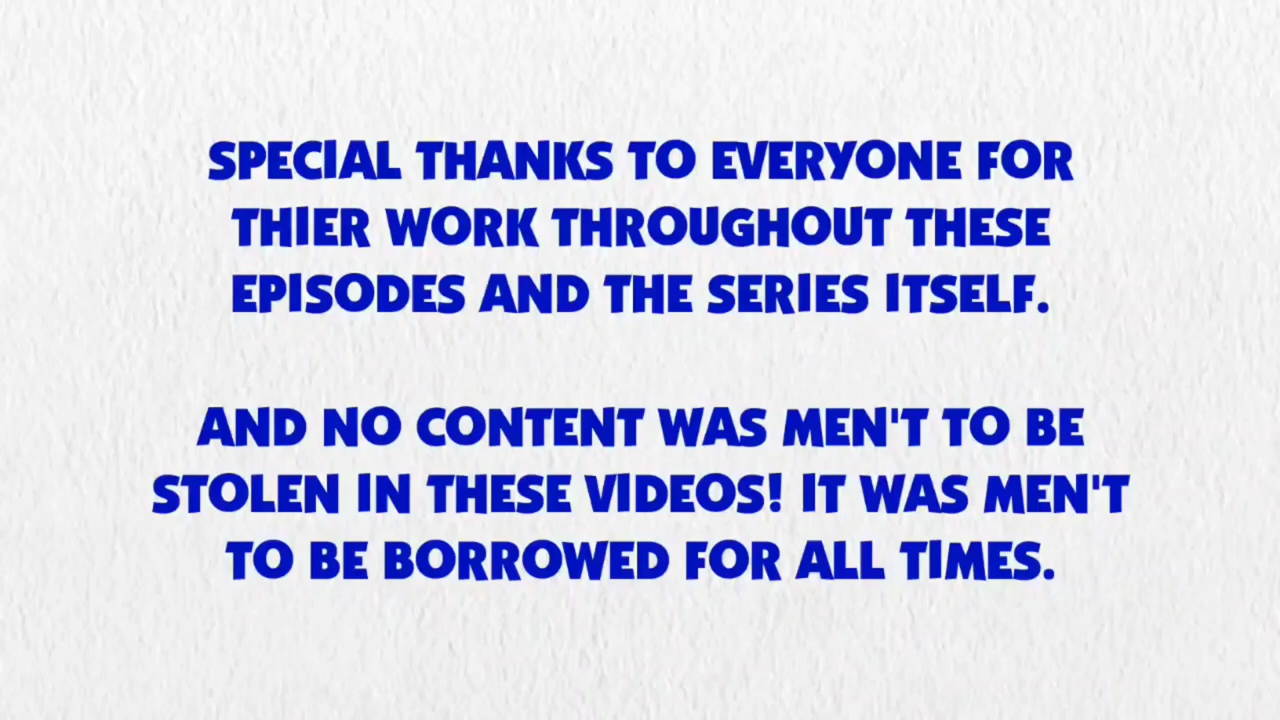 SPECIAL THANKS TO EVERYONE FOR
THIER WORK THROUGHOUT THESE
EPISODES AND THE SERIES ITSELF.
AND NO CONTENT WAS MEN'T TO BE
STOLEN IN THESE VIDEOS! IT WAS MEN'T
TO BE BORROWED FOR ALL TIMES.